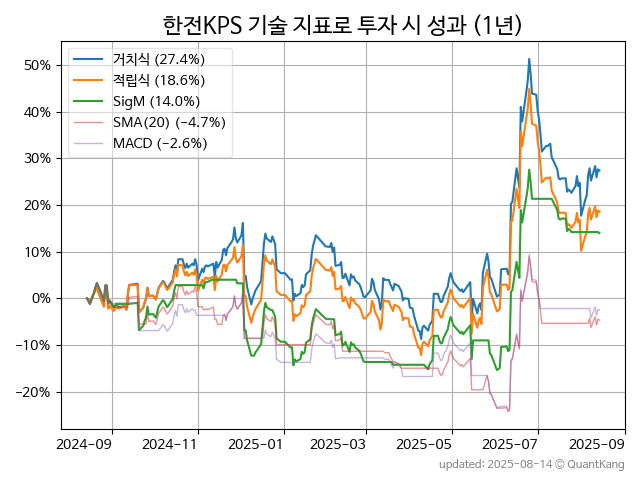 한전KPS 기술 지표로 투자 시 성과 (1년)
거치식 (27.4%)
적립식 (18.6%)
SigM (14.0%)
SMA(20) (−4.7%)
MACD (−2.6%)
50%
40%
30%
20%
10%
0%
−10%
−20%
2024-09 2024-11 2025-01 2025-03 2025-05 2025-07 2025-09
updated: 2025-08-14 © QuantKang